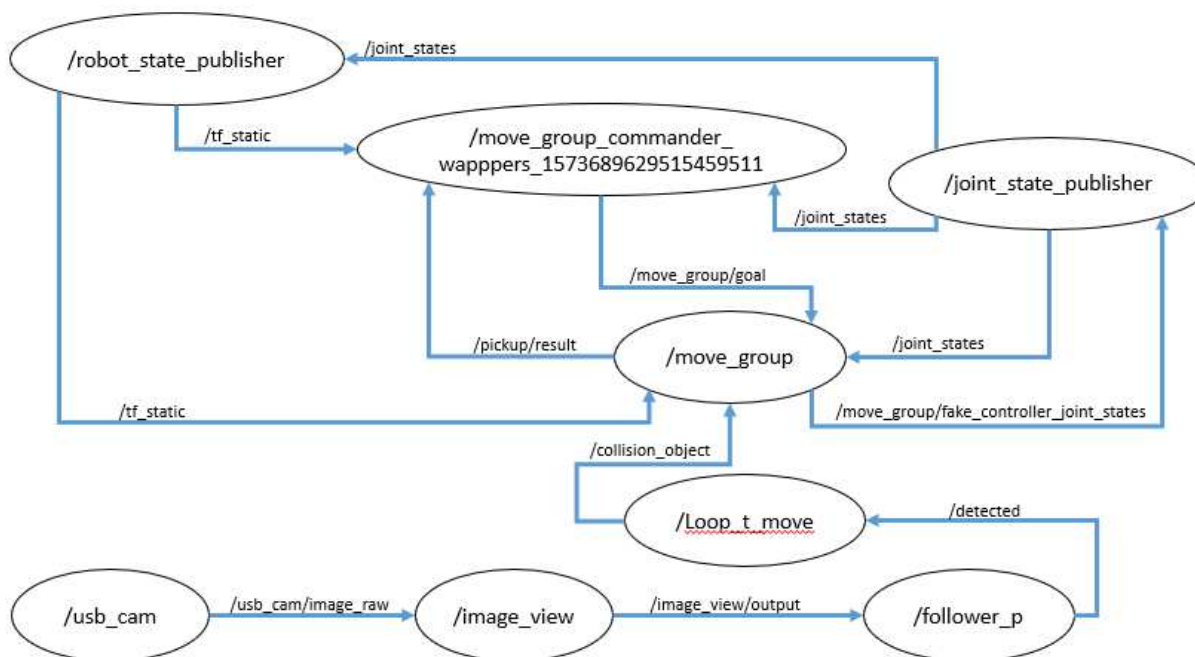 /joint_states
/robot_state_publisher
/tf_static
/move_group_commander_
wapppers_1573689629515459511
/joint_state_publisher
/joint_states
/move_group/goal
/pickup/result
/move_group
/joint_states
/tf_static
/move_group/fake_controller_joint_states
/collision_object
/Loop_t_move
/detected
/usb_cam
/usb_cam/image_raw
/image_view
/image_view/output
/follower_p